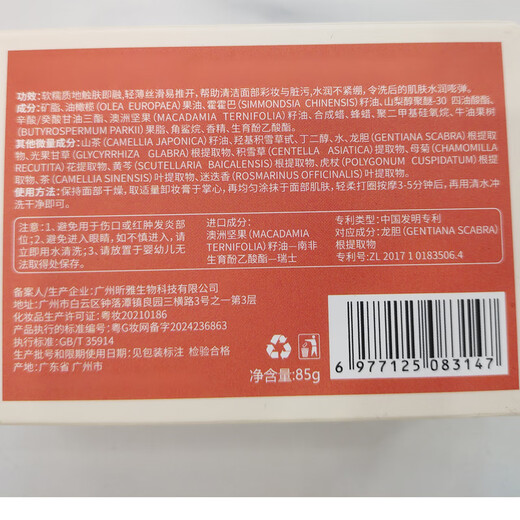 功效:软糯质地触肤即融,轻薄丝滑易推开,帮助清洁面部彩妆与脏污,水润不紧绷,令洗后的肌肤水润嘭弹。
成分:矿脂、油橄榄(OLEA EUROPAEA)果油、霍霍巴(SIMMONDSIA CHINENSIS)籽油、山梨醇聚醚-30 四油酸酯、
辛酸/癸酸甘油三酯、澳洲坚果(MACADAMIA TERNIFOLIA)籽油、合成蜡、蜂蜡、聚二甲基硅氧烷、牛油果树
(BUTYROSPERMUM PARKII)果脂、角鲨烷、香精、生育酚乙酸酯。
其他微量成分:山茶(CAMELLIA JAPONICA)籽油、羟基积雪草甙、丁二醇、水、龙胆(GENTIANA SCABRA)根提取
物、光果甘草(GLYCYRRHIZA GLABRA)根提取物、积雪草(CENTELLA ASIATICA)提取物、母菊(CHAMOMILLA
RECUTITA)花提取物、黄芩(SCUTELLARIA BAICALENSIS)根提取物、虎杖(POLYGONUM CUSPIDATUM)根提取
物、茶(CAMELLIA SINENSIS)叶提取物、迷迭香(ROSMARINUS OFFICINALIS)叶提取物。
使用方法:保持面部干燥,取适量卸妆膏于掌心,再均匀涂抹于面部肌肤,轻柔打圈按摩3-5分钟后,再用清水冲
洗干净即可。
注意:1.避免用于伤口或红肿发炎部
位;2.避免进入眼睛,如不慎进入,请
立即用水清洗;3.请放置于婴幼儿无
法取得处保存。
进口成分:
澳洲坚果(MACADAMIA
TERNIFOLIA)籽油—南非
生育酚乙酸酯—瑞士
专利类型:中国发明专利
对应成分:龙胆(GENTIANA SCABRA)
根提取物
专利号:ZL 2017 1 0183506.4
备案人/生产企业:广州昕雅生物科技有限公司
地址:广州市白云区钟落潭镇良园三横路3号之一第3层
化妆品生产许可证:粤妆20210186
产品执行的标准编号:粤G妆网备字2024236863
执行标准:GB/T 35914
生产批号和限期使用日期:见包装标注 检验合格
产地:广东省 广州市
净含量:85g
6 977125 083147